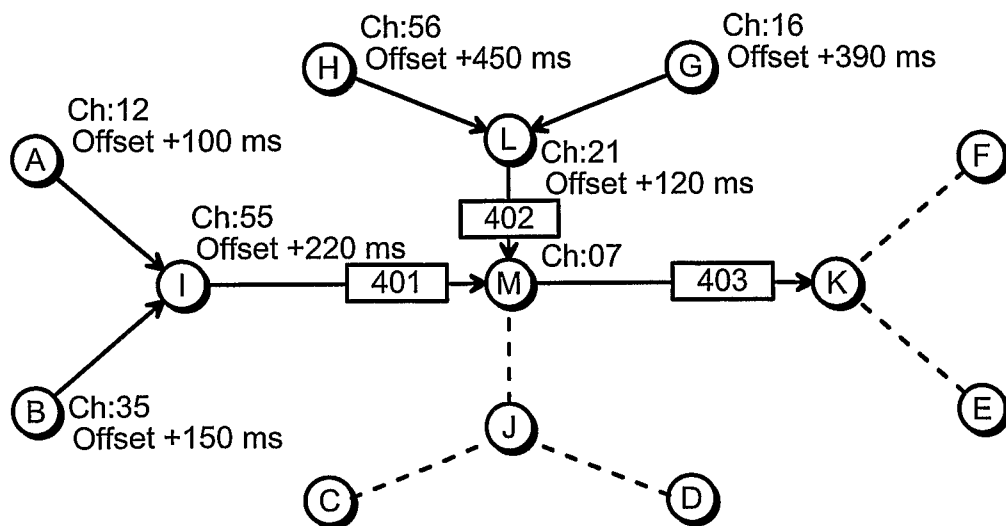 Ch:56
H
Offset +450 ms
Ch:16
G
Offset +390 ms
Ch:12
A
Offset +100 ms
L
Ch:21
Offset +120 ms
F
402
Ch:55
Offset +220 ms
I
401
M
Ch:07
403
K
B
Ch:35
Offset +150 ms
J
E
C
D